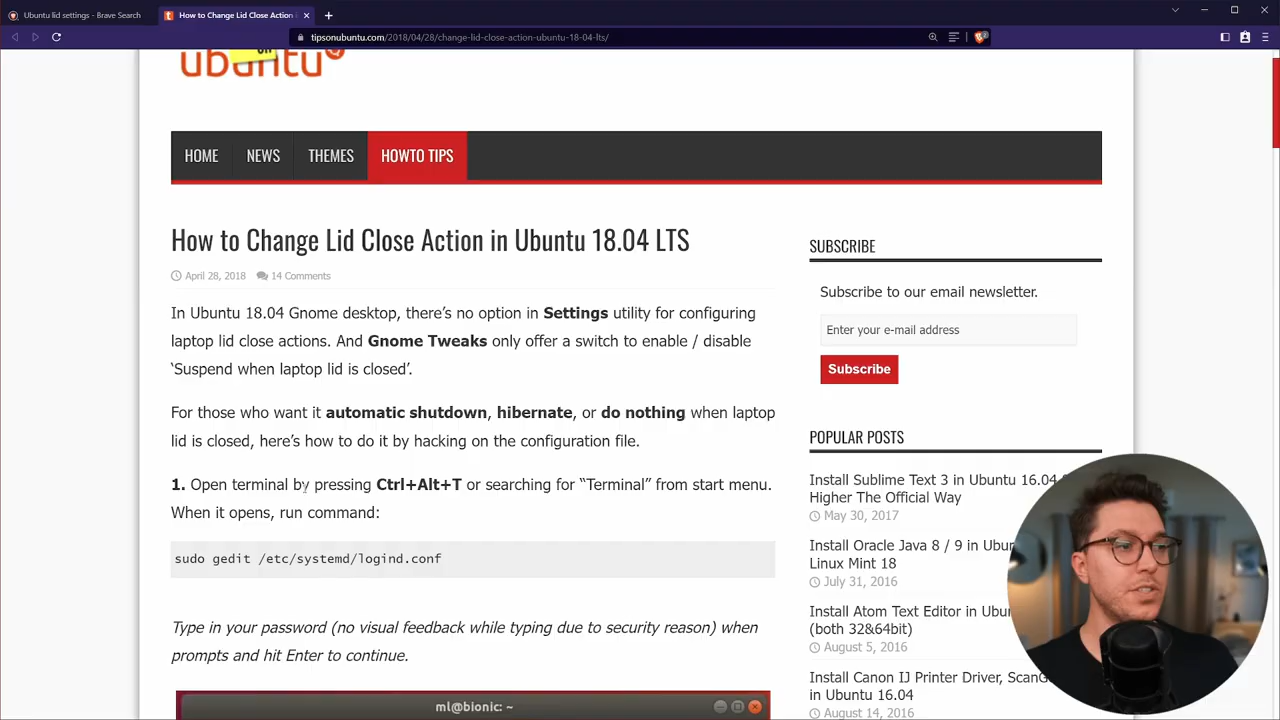 Ubuntu lid settings - Brave Search
How to Change Lid Close Action in
tipsonubuntu.com/2018/04/28/change-lid-close-action-ubuntu-18-04-lts/
on
ubuntu
HOME
NEWS
THEMES
HOWTO TIPS
How to Change Lid Close Action in Ubuntu 18.04 LTS
April 28, 2018
14 Comments
In Ubuntu 18.04 Gnome desktop, there's no option in Settings utility for configuring
laptop lid close actions. And Gnome Tweaks only offer a switch to enable / disable
‘Suspend when laptop lid is closed’.
For those who want it automatic shutdown, hibernate, or do nothing when laptop
lid is closed, here's how to do it by hacking on the configuration file.
1. Open terminal by pressing Ctrl+Alt+T or searching for “Terminal” from start menu.
When it opens, run command:
sudo gedit /etc/systemd/logind.conf
Type in your password (no visual feedback while typing due to security reason) when
prompts and hit Enter to continue.
ml@bionic: ~
SUBSCRIBE
Subscribe to our email newsletter.
Enter your e-mail address
Subscribe
POPULAR POSTS
Install Sublime Text 3 in Ubuntu 16.04
Higher The Official Way
May 30, 2017
Install Oracle Java 8 / 9 in Ubun
Linux Mint 18
July 31, 2016
Install Atom Text Editor in Ubu
(both 32&64bit)
August 5, 2016
Install Canon IJ Printer Driver, ScanG
in Ubuntu 16.04
August 14, 2016